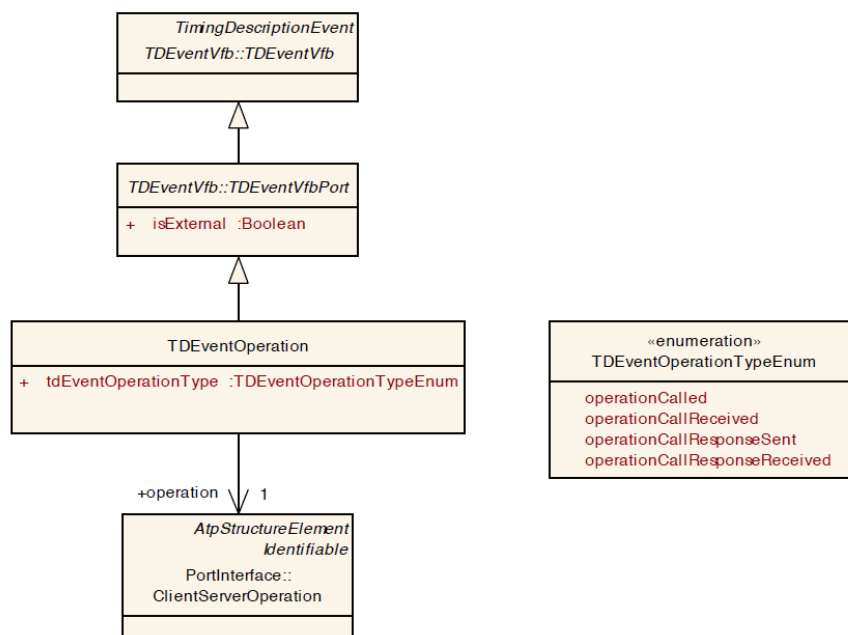 TimingDescriptionEvent
TDEventVfb::TDEventVfb
TDEventVfb::TDEventVfbPort
+ isExternal :Boolean
TDEventOperation
+ tdEventOperationType :TDEventOperationTypeEnum
«enumeration»
TDEventOperationTypeEnum
operationCalled
operationCallReceived
operationCallResponseSent
operationCallResponseReceived
+operation 1
AtpStructureElement
Identifiable
PortInterface::
ClientServerOperation